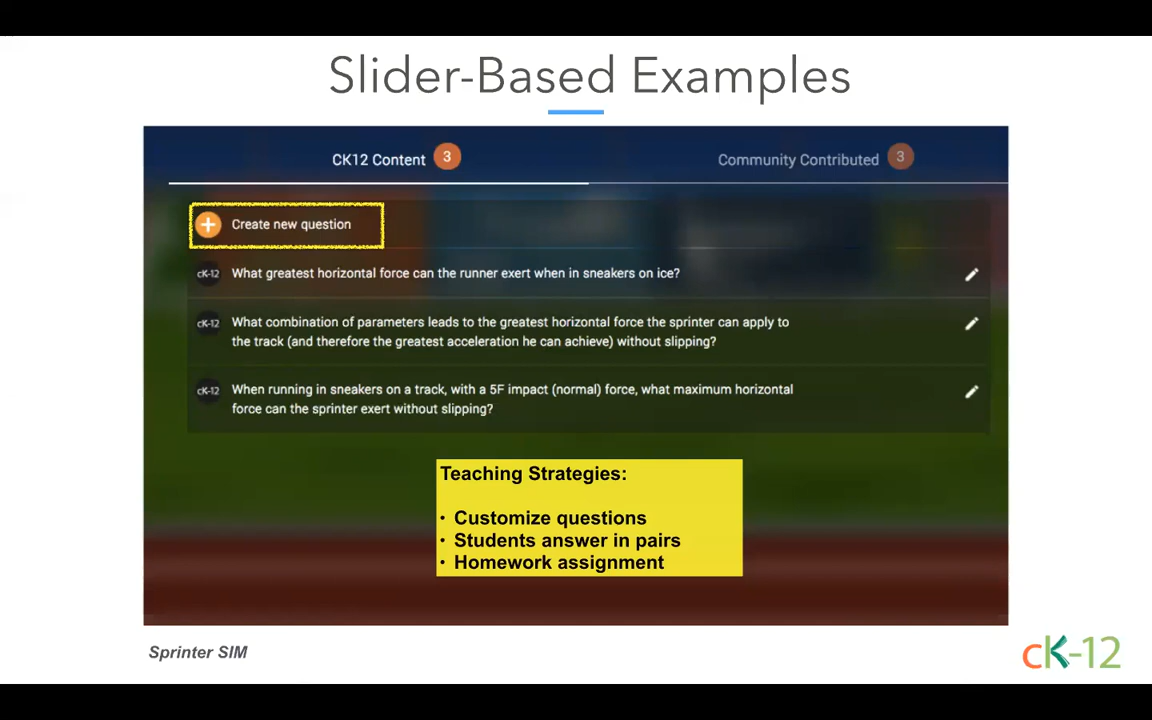 Slider-Based Examples
CK12 Content 3
Community Contributed 3
+ Create new question
cK-12 What greatest horizontal force can the runner exert when in sneakers on ice?
cK-12 What combination of parameters leads to the greatest horizontal force the sprinter can apply to
the track (and therefore the greatest acceleration he can achieve) without slipping?
cK-12 When running in sneakers on a track, with a 5F impact (normal) force, what maximum horizontal
force can the sprinter exert without slipping?
Teaching Strategies:
• Customize questions
• Students answer in pairs
• Homework assignment
Sprinter SIM
cK-12